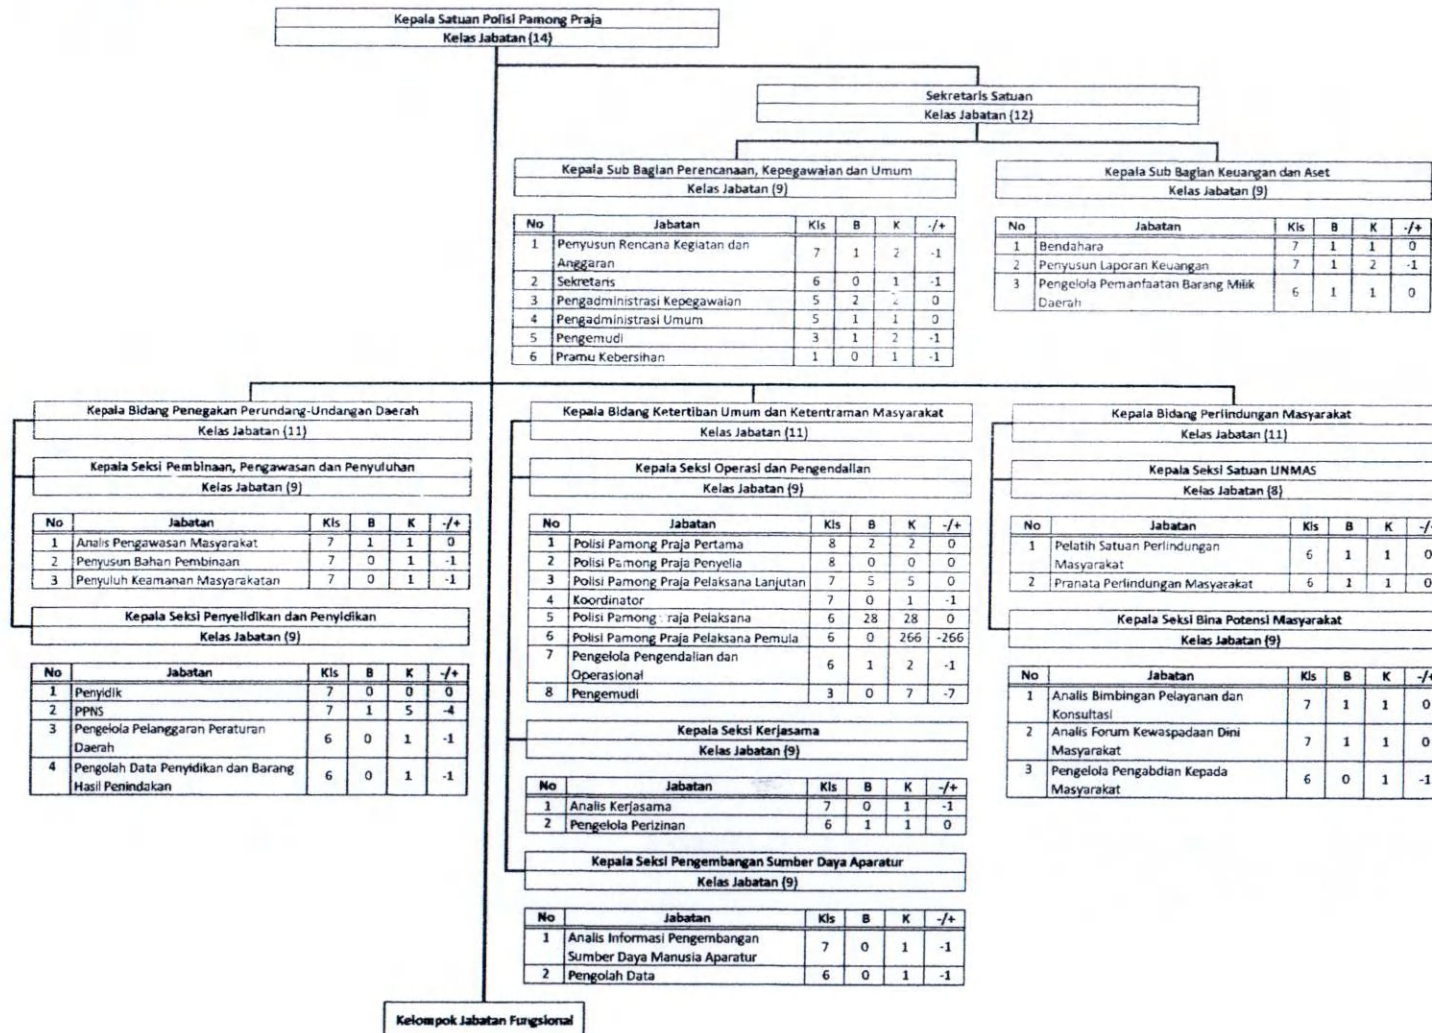 Kepala Satuan Polisi Pamong Praja
Kelas Jabatan (14)
Sekretaris Satuan
Kelas Jabatan (12)
Kepala Sub Bagian Perencanaan, Kepegawaian dan Umum
Kelas Jabatan (9)
No Jabatan Kls B K -/+
1 Penyusun Rencana Kegiatan dan
Anggaran 7 1 2 -1
2 Sekretaris 6 0 1 -1
3 Pengadministrasi Kepegawaian 5 2 2 0
4 Pengadministrasi Umum 5 1 1 0
5 Pengemudi 3 1 2 -1
6 Pramu Kebersihan 1 0 1 -1
Kepala Sub Bagian Keuangan dan Aset
Kelas Jabatan (9)
No Jabatan Kls B K -/+
1 Bendahara 7 1 1 0
2 Penyusun Laporan Keuangan 7 1 2 -1
3 Pengelola Pemanfaatan Barang Milik
Daerah 6 1 1 0
Kepala Bidang Penegakan Perundang-Undangan Daerah
Kelas Jabatan (11)
Kepala Seksi Pembinaan, Pengawasan dan Penyuluhan
Kelas Jabatan (9)
No Jabatan Kls B K -/+
1 Analis Pengawasan Masyarakat 7 1 1 0
2 Penyusun Bahan Pembinaan 7 0 1 -1
3 Penyuluh Keamanan Masyarakatan 7 0 1 -1
Kepala Seksi Penyelidikan dan Penyidikan
Kelas Jabatan (9)
No Jabatan Kls B K -/+
1 Penyidik 7 0 0 0
2 PPNS 7 1 5 -4
3 Pengelola Pelanggaran Peraturan
Daerah 6 0 1 -1
4 Pengolah Data Penyidikan dan Barang
Hasil Penindakan 6 0 1 -1
Kepala Bidang Ketertiban Umum dan Ketentraman Masyarakat
Kelas Jabatan (11)
Kepala Seksi Operasi dan Pengendalian
Kelas Jabatan (9)
No Jabatan Kls B K -/+
1 Polisi Pamong Praja Pertama 8 2 2 0
2 Polisi Pamong Praja Penyelia 8 0 0 0
3 Polisi Pamong Praja Pelaksana Lanjutan 7 5 5 0
4 Koordinator 7 0 1 -1
5 Polisi Pamong Praja Pelaksana 6 28 28 0
6 Polisi Pamong Praja Pelaksana Pemula 6 0 266 -266
7 Pengelola Pengendalian dan
Operasional 6 1 2 -1
8 Pengemudi 3 0 7 -7
Kepala Seksi Kerjasama
Kelas Jabatan (9)
No Jabatan Kls B K -/+
1 Analis Kerjasama 7 0 1 -1
2 Pengelola Perizinan 6 1 1 0
Kepala Seksi Pengembangan Sumber Daya Aparatur
Kelas Jabatan (9)
No Jabatan Kls B K -/+
1 Analis Informasi Pengembangan
Sumber Daya Manusia Aparatur 7 0 1 -1
2 Pengolah Data 6 0 1 -1
Kepala Bidang Perlindungan Masyarakat
Kelas Jabatan (11)
Kepala Seksi Satuan LINMAS
Kelas Jabatan (8)
No Jabatan Kls B K -/+
1 Pelatih Satuan Perlindungan
Masyarakat 6 1 1 0
2 Pranata Perlindungan Masyarakat 6 1 1 0
Kepala Seksi Bina Potensi Masyarakat
Kelas Jabatan (9)
No Jabatan Kls B K -/+
1 Analis Bimbingan Pelayanan dan
Konsultasi 7 1 1 0
2 Analis Forum Kewaspadaan Dini
Masyarakat 7 1 1 0
3 Pengelola Pengabdian Kepada
Masyarakat 6 0 1 -1
Kelompok Jabatan Fungsional